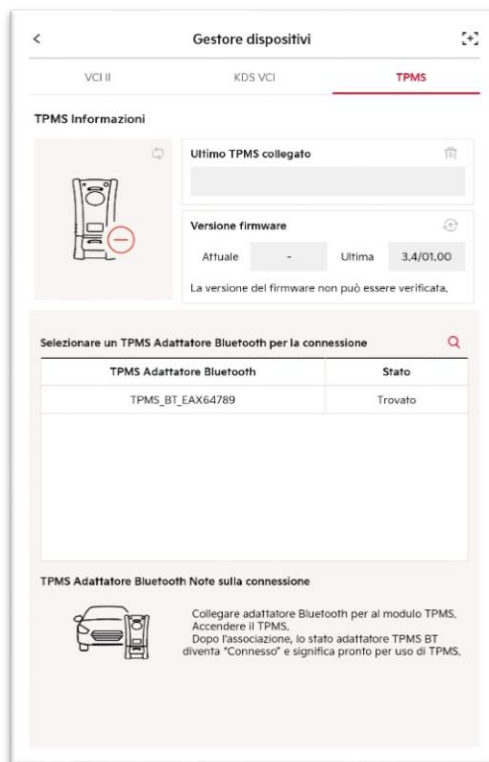 Gestore dispositivi
VCI II
KDS VCI
TPMS
TPMS Informazioni
Ultimo TPMS collegato
Versione firmware
Attuale - Ultima 3.4/01.00
La versione del firmware non può essere verificata.
Selezionare un TPMS Adattatore Bluetooth per la connessione
TPMS Adattatore Bluetooth Stato
TPMS_BT_EAX64789 Trovato
TPMS Adattatore Bluetooth Note sulla connessione
Collegare adattatore Bluetooth per al modulo TPMS.
Accendere il TPMS.
Dopo l'associazione, lo stato adattatore TPMS BT
diventa "Connesso" e significa pronto per uso di TPMS.